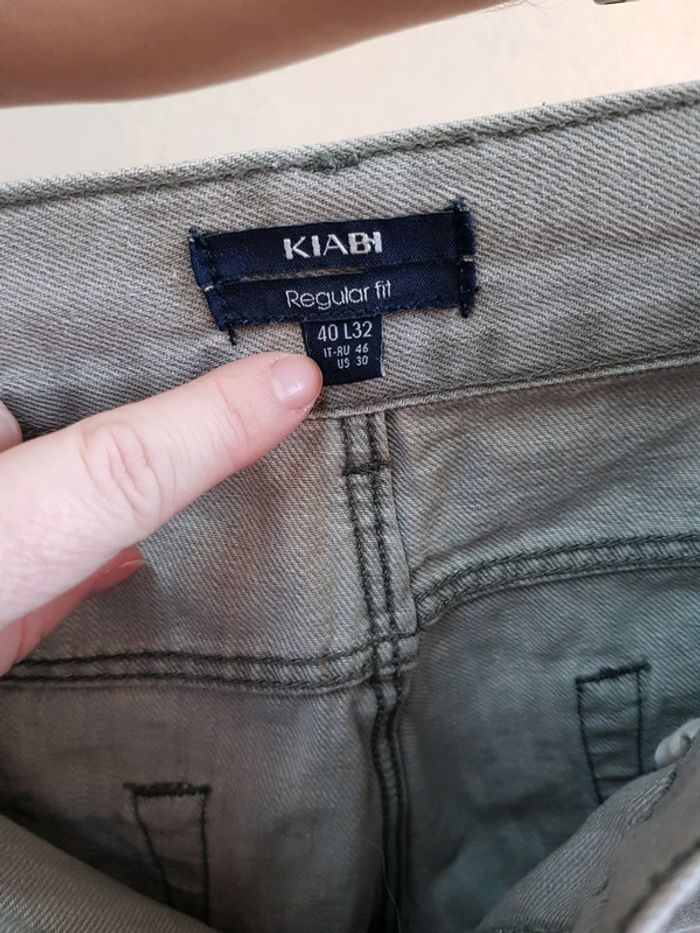 KIABI
Regular fit
40 L32
IT-RU 46
US 30